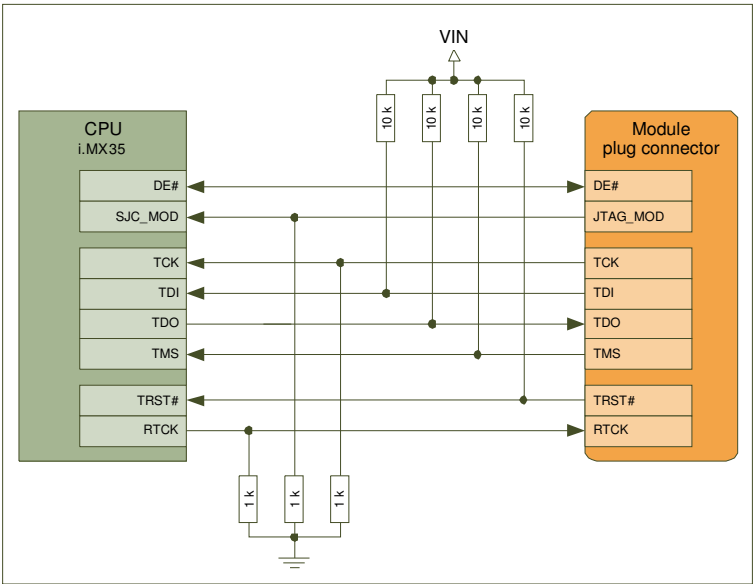 VIN
10 k
10 k
10 k
10 k
CPU
i.MX35
Module
plug connector
DE#
DE#
SJC_MOD
JTAG_MOD
TCK
TCK
TDI
TDI
TDO
TDO
TMS
TMS
TRST#
TRST#
RTCK
RTCK
1 k
1 k
1 k